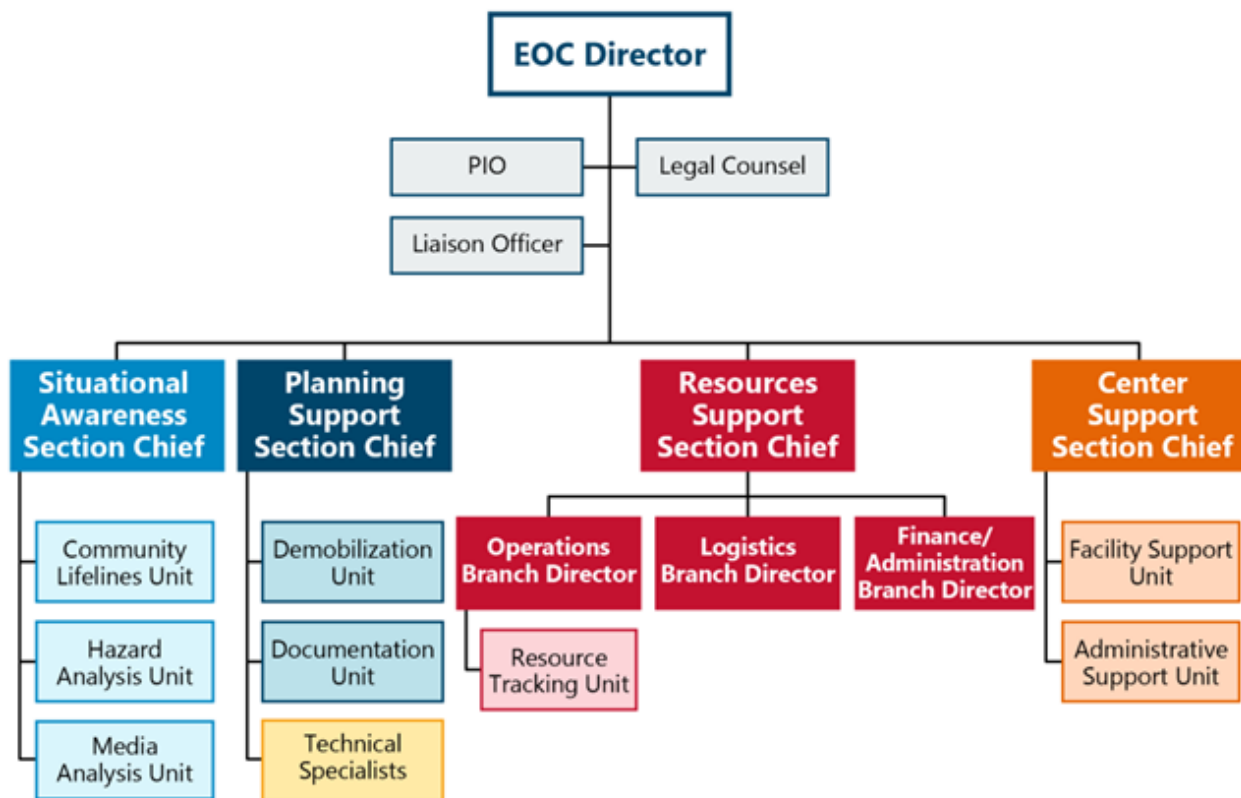 EOC Director
PIO
Legal Counsel
Liaison Officer
Situational
Awareness
Section Chief
Planning
Support
Section Chief
Resources
Support
Section Chief
Center
Support
Section Chief
Community
Lifelines Unit
Hazard
Analysis Unit
Media
Analysis Unit
Demobilization
Unit
Documentation
Unit
Technical
Specialists
Operations
Branch Director
Resource
Tracking Unit
Logistics
Branch Director
Finance/
Administration
Branch Director
Facility Support
Unit
Administrative
Support Unit